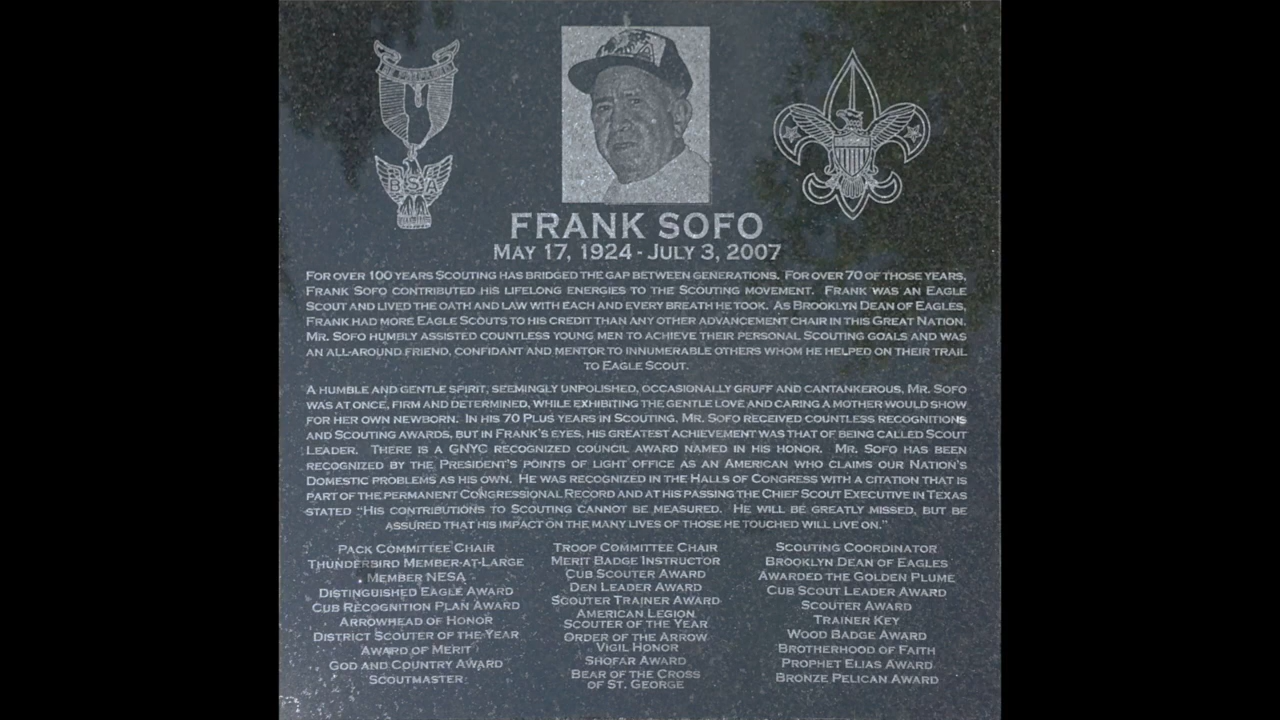 BE PREPARED
BSA
FRANK SOFO
MAY 17, 1924 - JULY 3, 2007
FOR OVER 100 YEARS SCOUTING HAS BRIDGED THE GAP BETWEEN GENERATIONS. FOR OVER 70 OF THOSE YEARS,
FRANK SOFO CONTRIBUTED HIS LIFELONG ENERGIES TO THE SCOUTING MOVEMENT. FRANK WAS AN EAGLE
SCOUT AND LIVED THE OATH AND LAW WITH EACH AND EVERY BREATH HE TOOK. AS BROOKLYN DEAN OF EAGLES,
FRANK HAD MORE EAGLE SCOUTS TO HIS CREDIT THAN ANY OTHER ADVANCEMENT CHAIR IN THIS GREAT NATION.
MR. SOFO HUMBLY ASSISTED COUNTLESS YOUNG MEN TO ACHIEVE THEIR PERSONAL SCOUTING GOALS AND WAS
AN ALL-AROUND FRIEND, CONFIDANT AND MENTOR TO INNUMERABLE OTHERS WHOM HE HELPED ON THEIR TRAIL
TO EAGLE SCOUT.
A HUMBLE AND GENTLE SPIRIT, SEEMINGLY UNPOLISHED, OCCASIONALLY GRUFF AND CANTANKEROUS, MR. SOFO
WAS AT ONCE, FIRM AND DETERMINED, WHILE EXHIBITING THE GENTLE LOVE AND CARING A MOTHER WOULD SHOW
FOR HER OWN NEWBORN. IN HIS 70 PLUS YEARS IN SCOUTING, MR. SOFO RECEIVED COUNTLESS RECOGNITIONS
AND SCOUTING AWARDS, BUT IN FRANK'S EYES, HIS GREATEST ACHIEVEMENT WAS THAT OF BEING CALLED SCOUT
LEADER. THERE IS A GNYC RECOGNIZED COUNCIL AWARD NAMED IN HIS HONOR. MR. SOFO HAS BEEN
RECOGNIZED BY THE PRESIDENT'S POINTS OF LIGHT OFFICE AS AN AMERICAN WHO CLAIMS OUR NATION'S
DOMESTIC PROBLEMS AS HIS OWN. HE WAS RECOGNIZED IN THE HALLS OF CONGRESS WITH A CITATION THAT IS
PART OF THE PERMANENT CONGRESSIONAL RECORD AND AT HIS PASSING THE CHIEF SCOUT EXECUTIVE IN TEXAS
STATED "HIS CONTRIBUTIONS TO SCOUTING CANNOT BE MEASURED. HE WILL BE GREATLY MISSED, BUT BE
ASSURED THAT HIS IMPACT ON THE MANY LIVES OF THOSE HE TOUCHED WILL LIVE ON."
PACK COMMITTEE CHAIR
THUNDERBIRD MEMBER-AT-LARGE
MEMBER NESA
DISTINGUISHED EAGLE AWARD
CUB RECOGNITION PLAN AWARD
ARROWHEAD OF HONOR
DISTRICT SCOUTER OF THE YEAR
AWARD OF MERIT
GOD AND COUNTRY AWARD
SCOUTMASTER
TROOP COMMITTEE CHAIR
MERIT BADGE INSTRUCTOR
CUB SCOUTER AWARD
DEN LEADER AWARD
SCOUTER TRAINER AWARD
AMERICAN LEGION
SCOUTER OF THE YEAR
ORDER OF THE ARROW
VIGIL HONOR
SHOFAR AWARD
BEAR OF THE CROSS
OF ST. GEORGE
SCOUTING COORDINATOR
BROOKLYN DEAN OF EAGLES
AWARDED THE GOLDEN PLUME
CUB SCOUT LEADER AWARD
SCOUTER AWARD
TRAINER KEY
WOOD BADGE AWARD
BROTHERHOOD OF FAITH
PROPHET ELIAS AWARD
BRONZE PELICAN AWARD